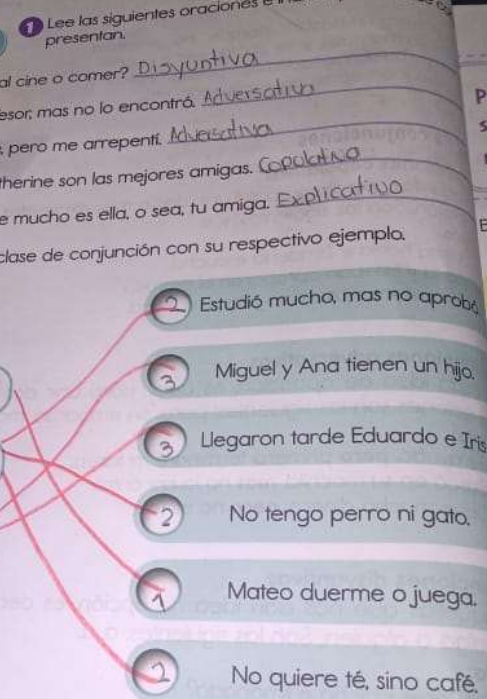 1 Lee las siguientes oraciones
presentan.
al cine o comer? Disyuntiva
esor, mas no lo encontró. Adversativa
, pero me arrepentí. Adversativa
therine son las mejores amigas. Copulativa
e mucho es ella, o sea, tu amiga. Explicativo
clase de conjunción con su respectivo ejemplo.
2 Estudió mucho, mas no aprobó
3 Miguel y Ana tienen un hijo.
3 Llegaron tarde Eduardo e Iris
2 No tengo perro ni gato.
1 Mateo duerme o juega.
2 No quiere té, sino café.